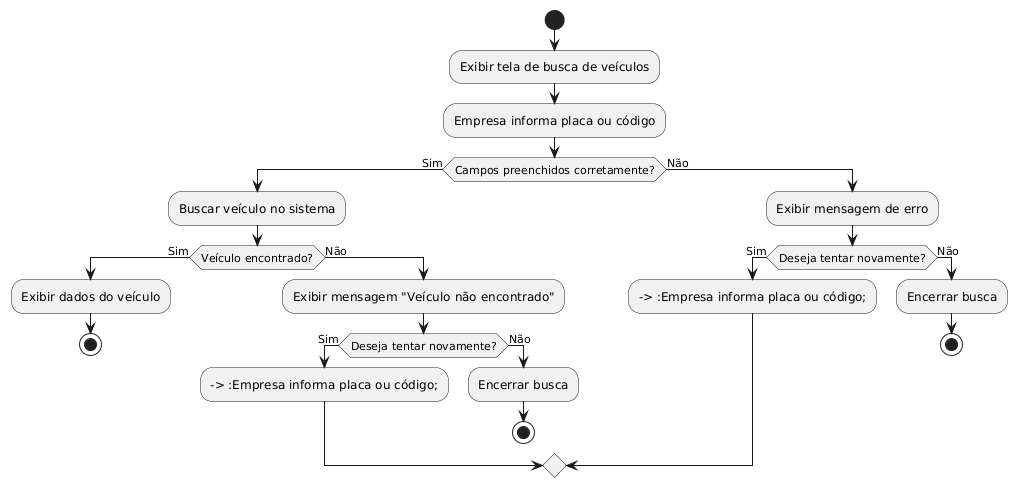 Exibir tela de busca de veículos
Empresa informa placa ou código
Sim
Campos preenchidos corretamente?
Não
Buscar veículo no sistema
Exibir mensagem de erro
Sim
Veículo encontrado?
Não
Sim
Deseja tentar novamente?
Não
Exibir dados do veículo
Exibir mensagem "Veículo não encontrado"
-> :Empresa informa placa ou código;
Encerrar busca
Sim
Deseja tentar novamente?
Não
-> :Empresa informa placa ou código;
Encerrar busca